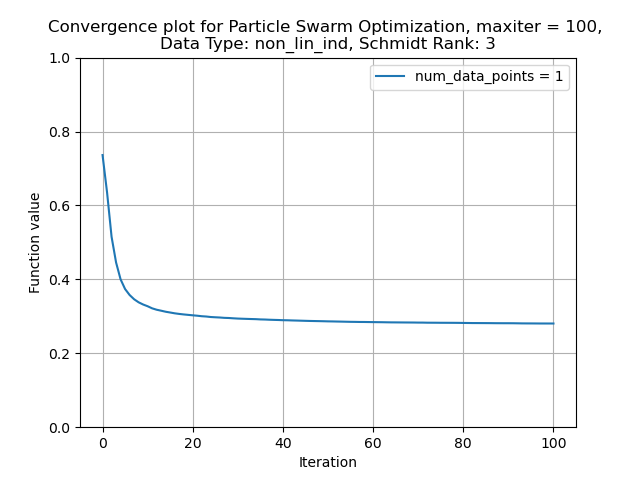 Convergence plot for Particle Swarm Optimization, maxiter = 100,
Data Type: non_lin_ind, Schmidt Rank: 3
num_data_points = 1
Function value
1.0
0.8
0.6
0.4
0.2
0.0
0 20 40 60 80 100
Iteration